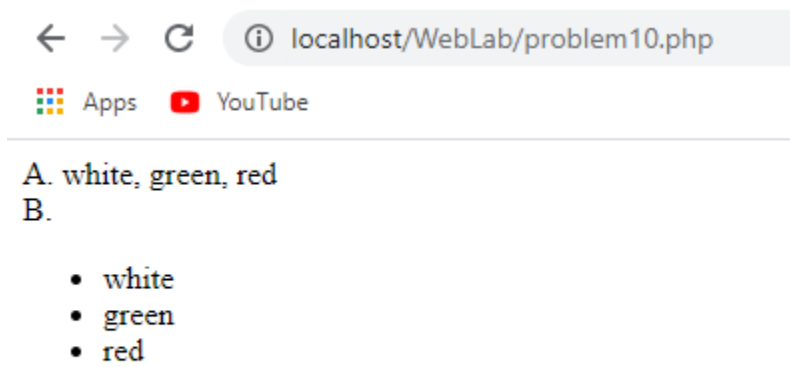 localhost/WebLab/problem10.php
Apps YouTube
A. white, green, red
B.
• white
• green
• red